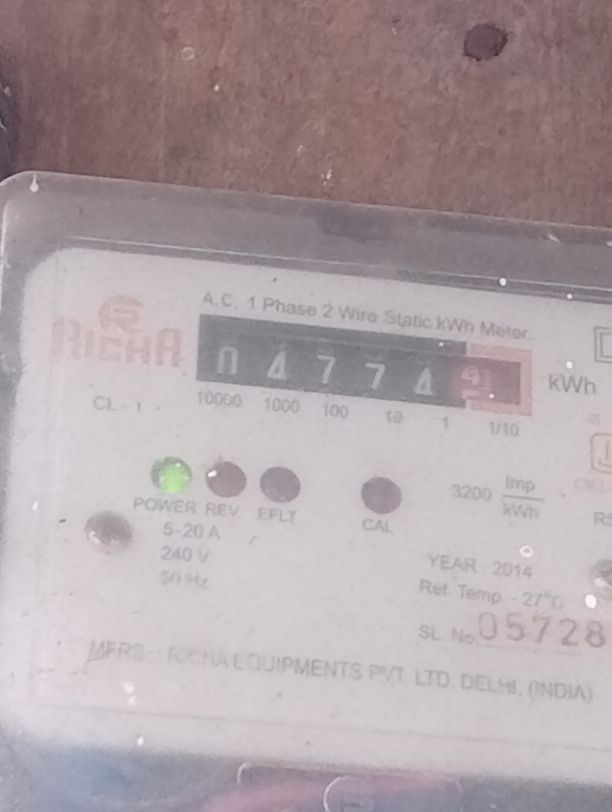 RICHA
A.C. 1 Phase 2 Wire Static kWh Meter.
0 4 7 7 4
kWh
CL - 1
10000 1000 100 10 1 1/10
POWER REV. EFLT CAL
3200 Imp/kWh
5-20 A
240 V
50 Hz
YEAR : 2014
Ref. Temp. - 27°C
SL. No. 05728
MFRS : RICHA EQUIPMENTS PVT. LTD. DELHI, (INDIA)